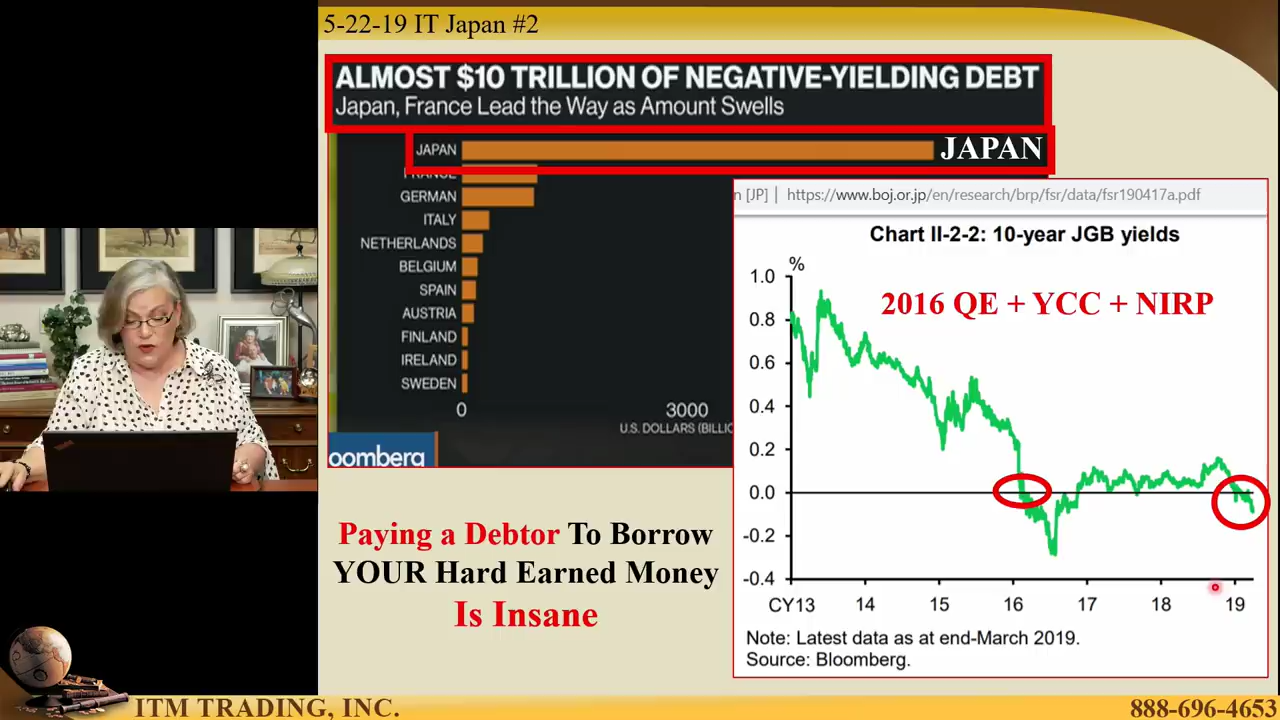 5-22-19 IT Japan #2
ALMOST $10 TRILLION OF NEGATIVE-YIELDING DEBT
Japan, France Lead the Way as Amount Swells
JAPAN
JAPAN
FRANCE
GERMAN
ITALY
NETHERLANDS
BELGIUM
SPAIN
AUSTRIA
FINLAND
IRELAND
SWEDEN
0
3000
U.S. DOLLARS (BILLIO
oomberg
n [JP] | https://www.boj.or.jp/en/research/brp/fsr/data/fsr190417a.pdf
Chart II-2-2: 10-year JGB yields
%
2016 QE + YCC + NIRP
1.0
0.8
0.6
0.4
0.2
0.0
-0.2
-0.4
CY13 14 15 16 17 18 19
Note: Latest data as at end-March 2019.
Source: Bloomberg.
Paying a Debtor To Borrow
YOUR Hard Earned Money
Is Insane
ITM TRADING, INC.
888-696-4653